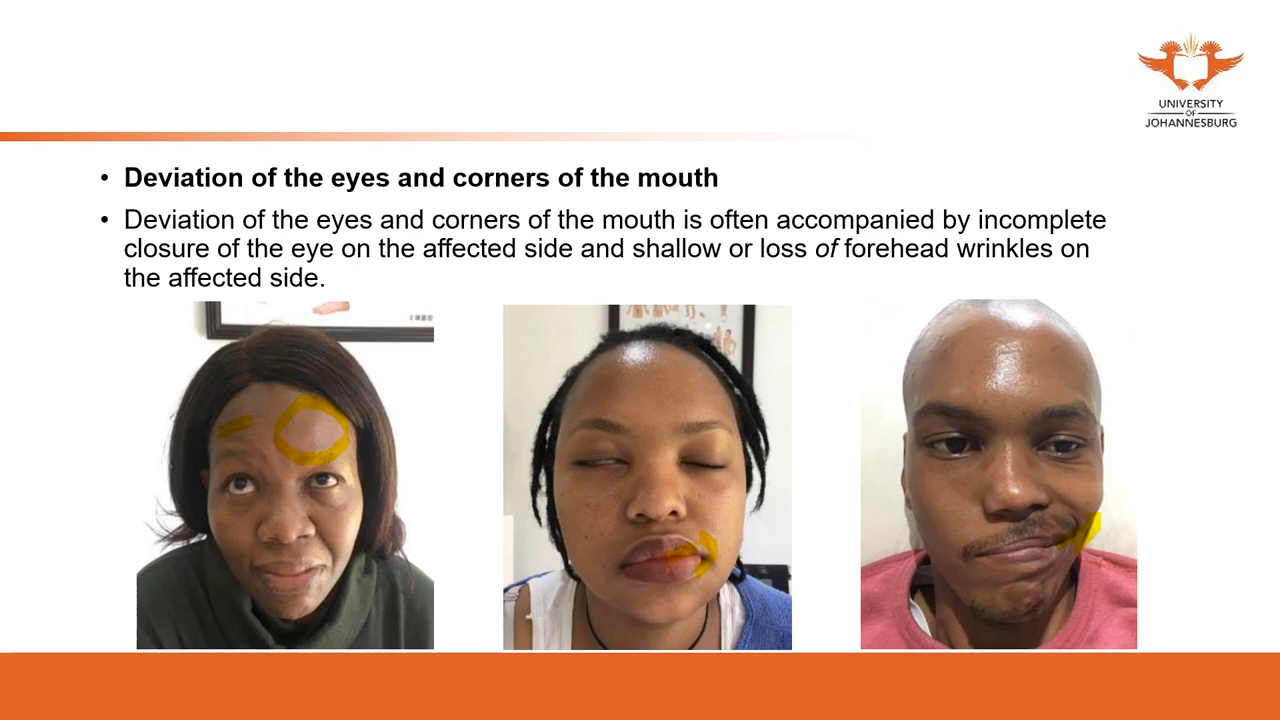 UNIVERSITY
OF
JOHANNESBURG
• Deviation of the eyes and corners of the mouth
• Deviation of the eyes and corners of the mouth is often accompanied by incomplete
closure of the eye on the affected side and shallow or loss of forehead wrinkles on
the affected side.